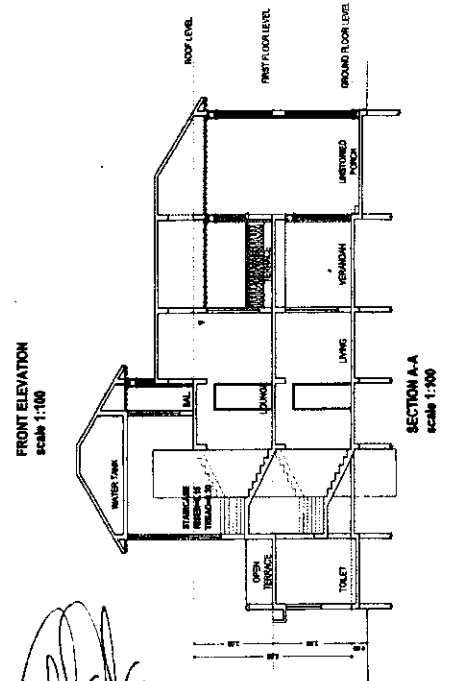 FRONT ELEVATION
scale 1:100
ROOF LEVEL
FIRST FLOOR LEVEL
GROUND FLOOR LEVEL
WATER TANK
BAL
STAIRCASE
OPEN
TERRACE
LOUNGE
TERRACE
TOILET
LIVING
VERANDAH
PORCH
SECTION A-A
scale 1:100